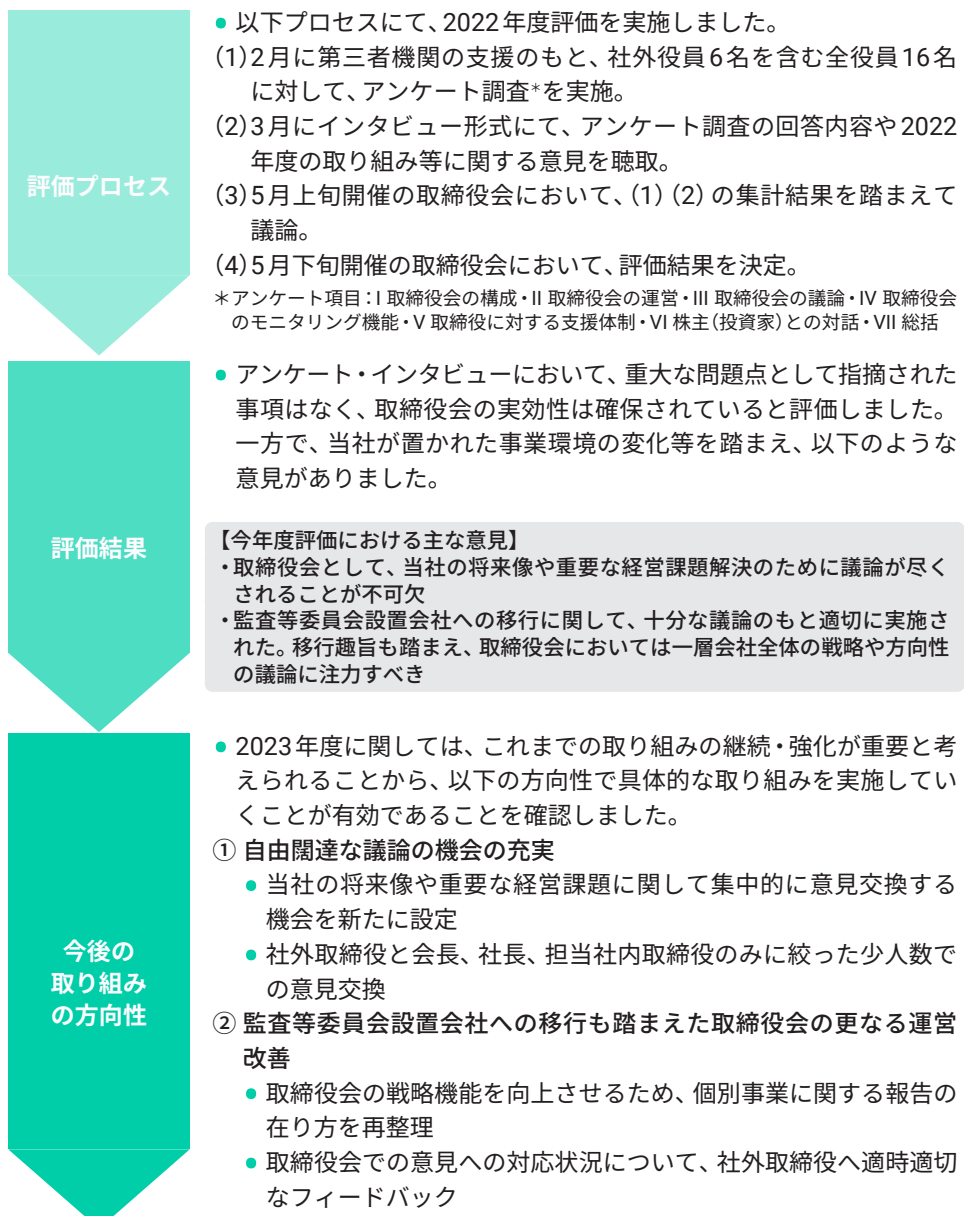 評価プロセス
● 以下プロセスにて、2022年度評価を実施しました。
（1）2月に第三者機関の支援のもと、社外役員6名を含む全役員16名
に対して、アンケート調査*を実施。
（2）3月にインタビュー形式にて、アンケート調査の回答内容や2022
年度の取り組み等に関する意見を聴取。
（3）5月上旬開催の取締役会において、（1）（2）の集計結果を踏まえて
議論。
（4）5月下旬開催の取締役会において、評価結果を決定。
＊アンケート項目：I 取締役会の構成・II 取締役会の運営・III 取締役会の議論・IV 取締役会
のモニタリング機能・V 取締役に対する支援体制・VI 株主（投資家）との対話・VII 総括
評価結果
● アンケート・インタビューにおいて、重大な問題点として指摘された
事項はなく、取締役会の実効性は確保されていると評価しました。
一方で、当社が置かれた事業環境の変化等を踏まえ、以下のような
意見がありました。
【今年度評価における主な意見】
・取締役会として、当社の将来像や重要な経営課題解決のために議論が尽く
されることが不可欠
・監査等委員会設置会社への移行に関して、十分な議論のもと適切に実施さ
れた。移行趣旨も踏まえ、取締役会においては一層会社全体の戦略や方向性
の議論に注力すべき
今後の
取り組み
の方向性
● 2023年度に関しては、これまでの取り組みの継続・強化が重要と考
えられることから、以下の方向性で具体的な取り組みを実施してい
くことが有効であることを確認しました。
① 自由闊達な議論の機会の充実
● 当社の将来像や重要な経営課題に関して集中的に意見交換する
機会を新たに設定
● 社外取締役と会長、社長、担当社内取締役のみに絞った少人数で
の意見交換
② 監査等委員会設置会社への移行も踏まえた取締役会の更なる運営
改善
● 取締役会の戦略機能を向上させるため、個別事業に関する報告の
在り方を再整理
● 取締役会での意見への対応状況について、社外取締役へ適時適切
なフィードバック